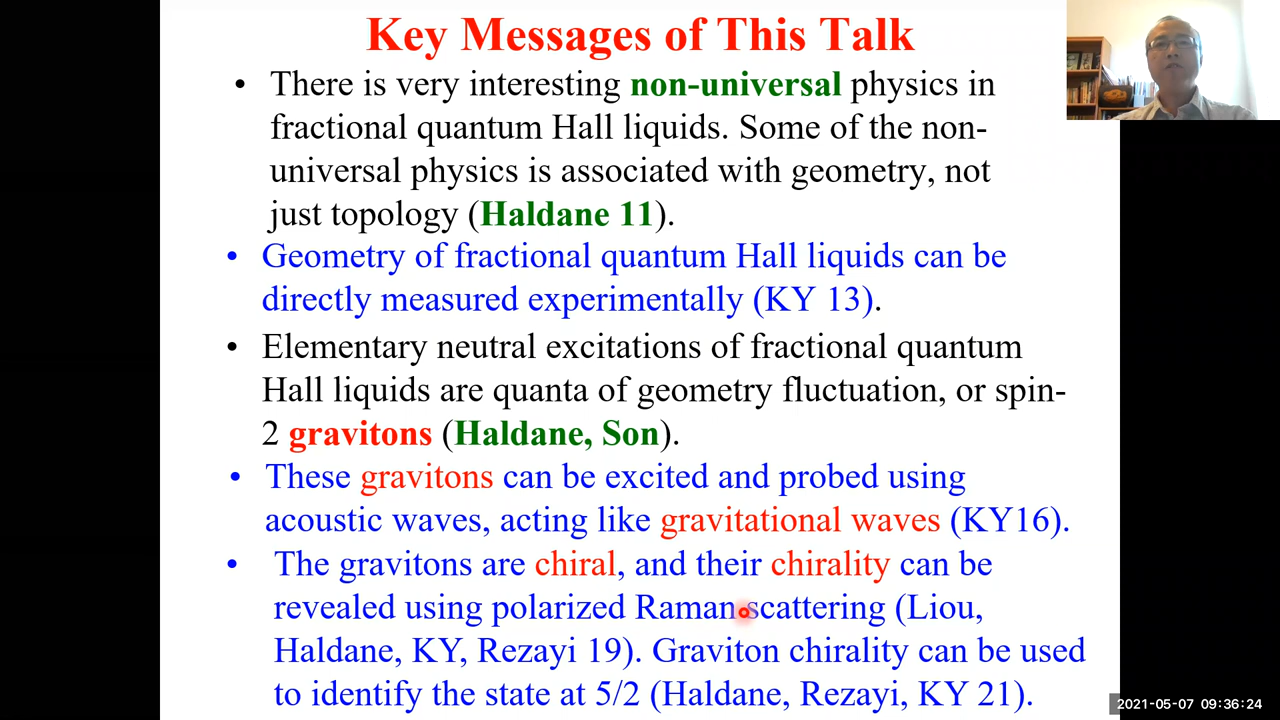 Key Messages of This Talk
• There is very interesting non-universal physics in
fractional quantum Hall liquids. Some of the non-
universal physics is associated with geometry, not
just topology (Haldane 11).
• Geometry of fractional quantum Hall liquids can be
directly measured experimentally (KY 13).
• Elementary neutral excitations of fractional quantum
Hall liquids are quanta of geometry fluctuation, or spin-
2 gravitons (Haldane, Son).
• These gravitons can be excited and probed using
acoustic waves, acting like gravitational waves (KY16).
• The gravitons are chiral, and their chirality can be
revealed using polarized Raman scattering (Liou,
Haldane, KY, Rezayi 19). Graviton chirality can be used
to identify the state at 5/2 (Haldane, Rezayi, KY 21).
2021-05-07 09:36:24